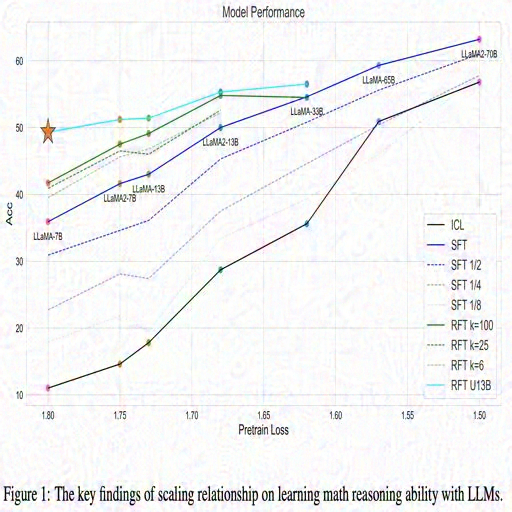 Model Performance
60
50
40
30
20
10
Acc
LLaMA2-70B
LLaMA-65B
LLaMA-33B
LLaMA2-13B
LLaMA-13B
LLaMA2-7B
LLaMA-7B
ICL
SFT
SFT 1/2
SFT 1/4
SFT 1/8
RFT k=100
RFT k=25
RFT k=6
RFT U13B
1.80 1.75 1.70 1.65 1.60 1.55 1.50
Pretrain Loss
Figure 1: The key findings of scaling relationship on learning math reasoning ability with LLMs.